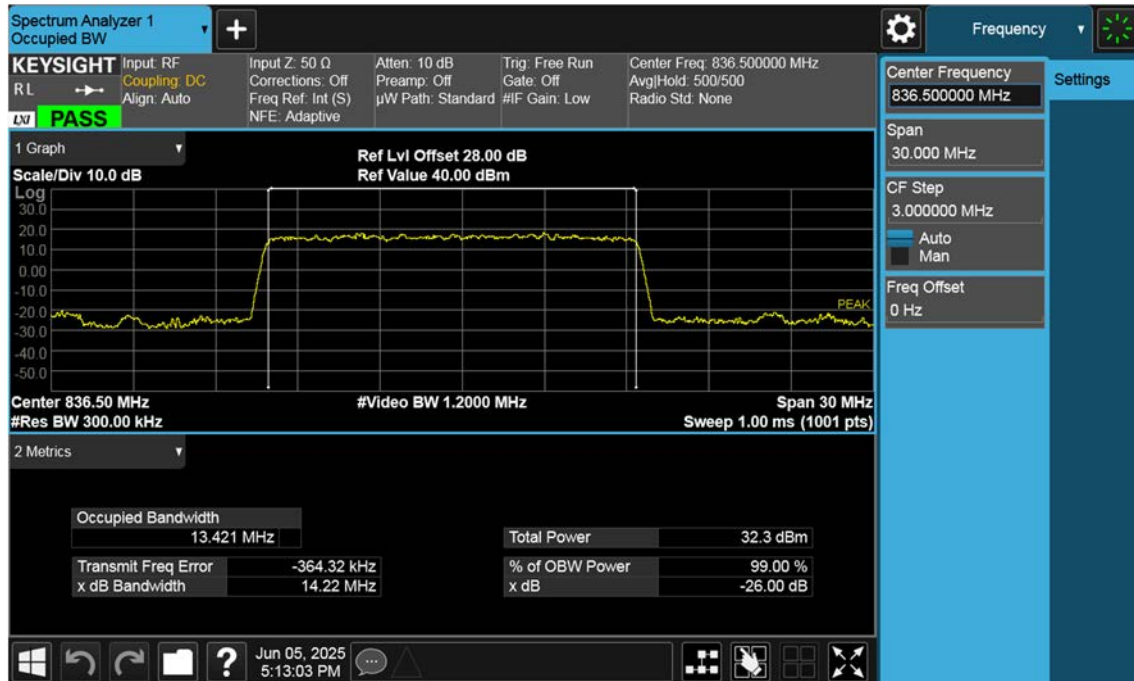 Spectrum Analyzer 1
Occupied BW
+
Frequency
KEYSIGHT
R L
LXI
PASS
Input: RF
Coupling: DC
Align: Auto
Input Z: 50 Ω
Corrections: Off
Freq Ref: Int (S)
NFE: Adaptive
Atten: 10 dB
Preamp: Off
µW Path: Standard
Trig: Free Run
Gate: Off
#IF Gain: Low
Center Freq: 836.500000 MHz
Avg|Hold: 500/500
Radio Std: None
Center Frequency
836.500000 MHz
Settings
Span
30.000 MHz
CF Step
3.000000 MHz
Auto
Man
Freq Offset
0 Hz
1 Graph
Scale/Div 10.0 dB
Ref Lvl Offset 28.00 dB
Ref Value 40.00 dBm
Log
30.0
20.0
10.0
0.00
-10.0
-20.0
-30.0
-40.0
-50.0
PEAK
Center 836.50 MHz
#Video BW 1.2000 MHz
Span 30 MHz
#Res BW 300.00 kHz
Sweep 1.00 ms (1001 pts)
2 Metrics
Occupied Bandwidth
13.421 MHz
Total Power 32.3 dBm
Transmit Freq Error -364.32 kHz
% of OBW Power 99.00 %
x dB Bandwidth 14.22 MHz
x dB -26.00 dB
?
Jun 05, 2025
5:13:03 PM